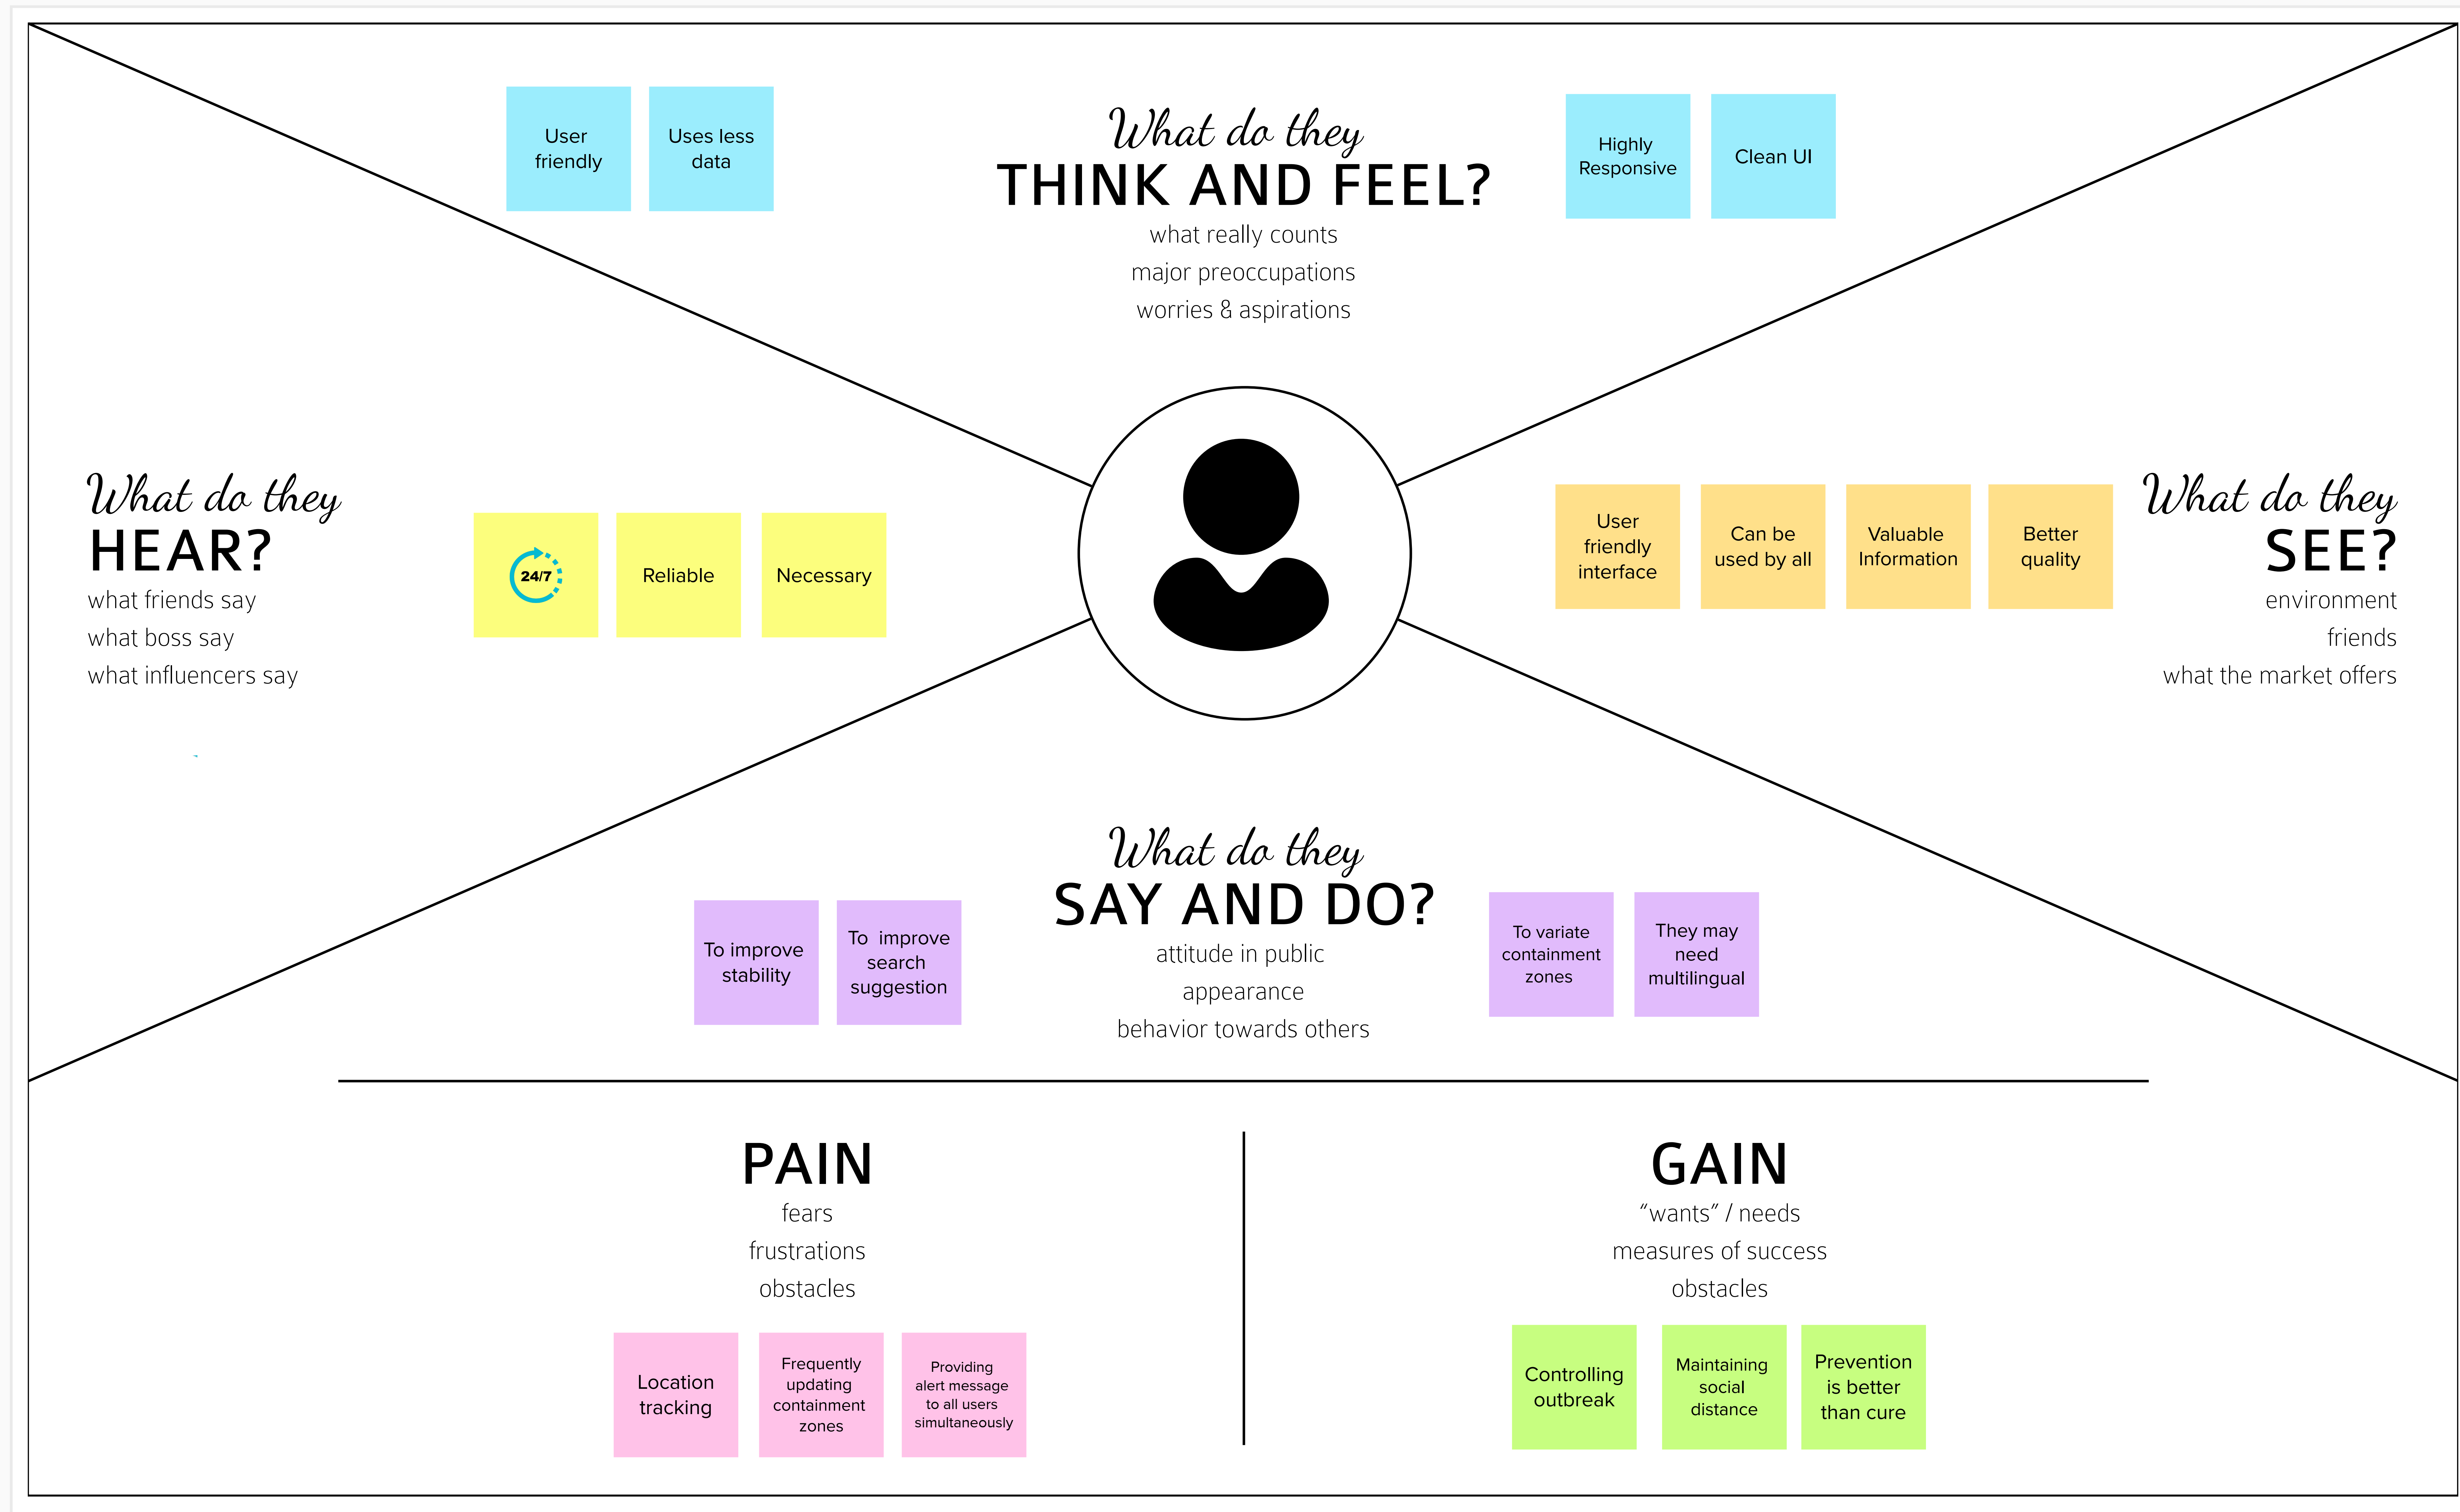 What do they
THINK AND FEEL?
what really counts
major preoccupations
worries & aspirations
User
friendly
Uses less
data
Highly
Responsive
Clean UI
What do they
HEAR?
what friends say
what boss say
what influencers say
24/7
Reliable
Necessary
User
friendly
interface
Can be
used by all
Valuable
Information
Better
quality
What do they
SEE?
environment
friends
what the market offers
What do they
SAY AND DO?
attitude in public
appearance
behavior towards others
To improve
stability
To improve
search
suggestion
To variate
containment
zones
They may
need
multilingual
PAIN
fears
frustrations
obstacles
Location
tracking
Frequently
updating
containment
zones
Providing
alert message
to all users
simultaneously
GAIN
“wants” / needs
measures of success
obstacles
Controlling
outbreak
Maintaining
social
distance
Prevention
is better
than cure